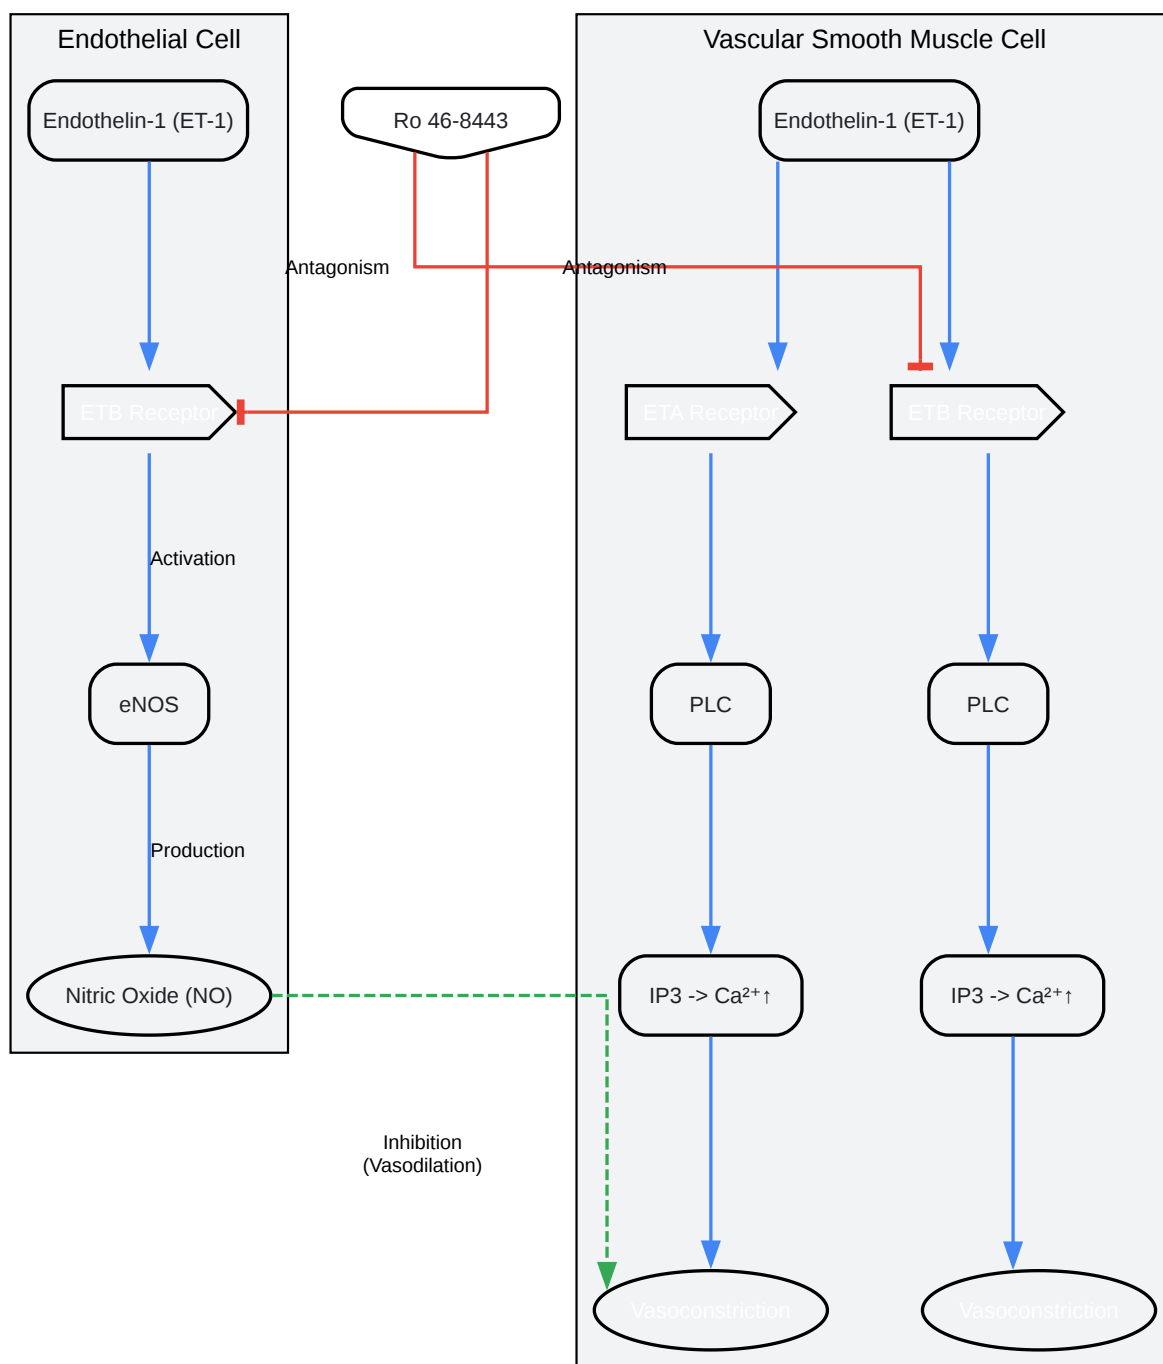 Endothelial Cell
Vascular Smooth Muscle Cell
Endothelin-1 (ET-1)
Ro 46-8443
Endothelin-1 (ET-1)
Antagonism
Antagonism
ETB Receptor
ETA Receptor
ETB Receptor
Activation
eNOS
PLC
PLC
Production
Nitric Oxide (NO)
IP3 -> Ca²⁺↑
IP3 -> Ca²⁺↑
Inhibition
(Vasodilation)
Vasoconstriction
Vasoconstriction